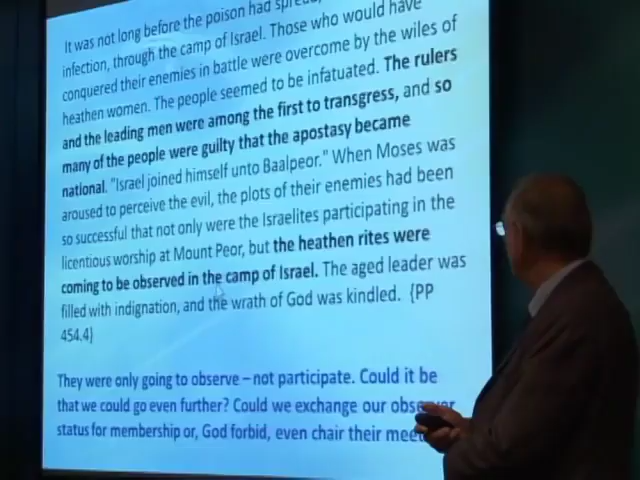 It was not long before the poison had spread,
infection, through the camp of Israel. Those who would have
conquered their enemies in battle were overcome by the wiles of
heathen women. The people seemed to be infatuated. The rulers
and the leading men were among the first to transgress, and so
many of the people were guilty that the apostasy became
national. "Israel joined himself unto Baalpeor." When Moses was
aroused to perceive the evil, the plots of their enemies had been
so successful that not only were the Israelites participating in the
licentious worship at Mount Peor, but the heathen rites were
coming to be observed in the camp of Israel. The aged leader was
filled with indignation, and the wrath of God was kindled. {PP
454.4}
They were only going to observe – not participate. Could it be
that we could go even further? Could we exchange our observer
status for membership or, God forbid, even chair their